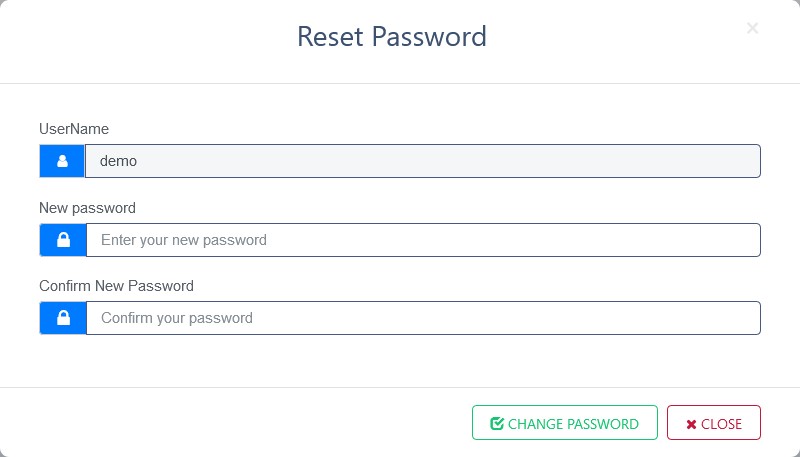 Reset Password
×
UserName
demo
New password
Enter your new password
Confirm New Password
Confirm your password
CHANGE PASSWORD
CLOSE